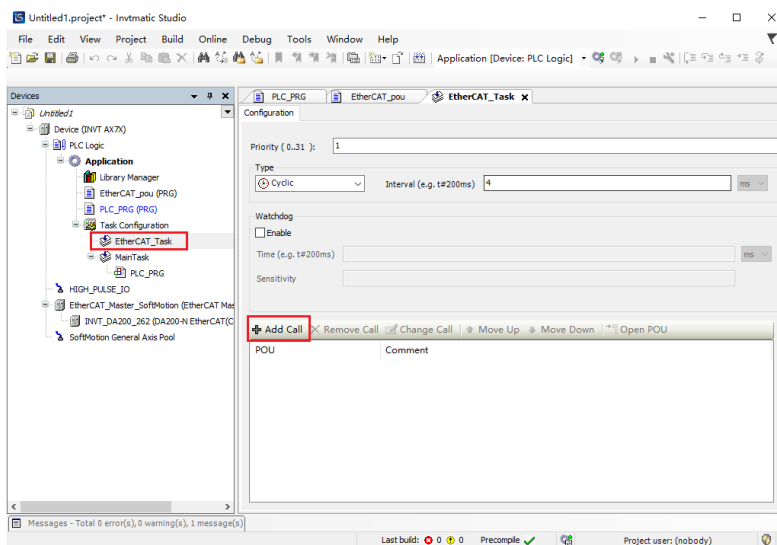 Untitled1.project* - Invtmatic Studio
File Edit View Project Build Online Debug Tools Window Help
Application [Device: PLC Logic]
Devices
Untitled1
Device (INVT AX7X)
PLC Logic
Application
Library Manager
EtherCAT_pou (PRG)
PLC_PRG (PRG)
Task Configuration
EtherCAT_Task
MainTask
PLC_PRG
HIGH_PULSE_IO
EtherCAT_Master_SoftMotion (EtherCAT Mas
INVT_DA200_262 (DA200-N EtherCAT(C
SoftMotion General Axis Pool
PLC_PRG EtherCAT_pou EtherCAT_Task
Configuration
Priority ( 0..31 ): 1
Type
Cyclic Interval (e.g. t#200ms) 4 ms
Watchdog
Enable
Time (e.g. t#200ms) ms
Sensitivity
Add Call Remove Call Change Call Move Up Move Down Open POU
POU Comment
Messages - Total 0 error(s), 0 warning(s), 1 message(s)
Last build: 0 0 Precompile Project user: (nobody)